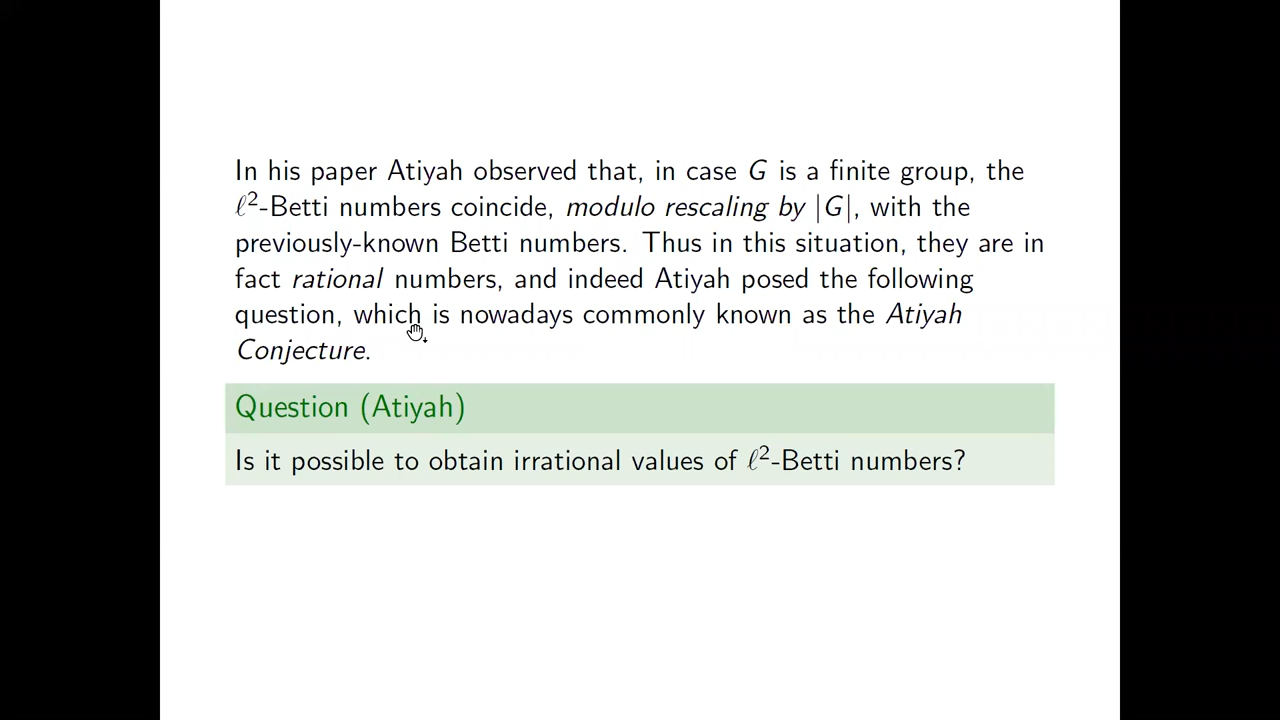 In his paper Atiyah observed that, in case G is a finite group, the
ℓ²-Betti numbers coincide, modulo rescaling by |G|, with the
previously-known Betti numbers. Thus in this situation, they are in
fact rational numbers, and indeed Atiyah posed the following
question, which is nowadays commonly known as the Atiyah
Conjecture.
Question (Atiyah)
Is it possible to obtain irrational values of ℓ²-Betti numbers?